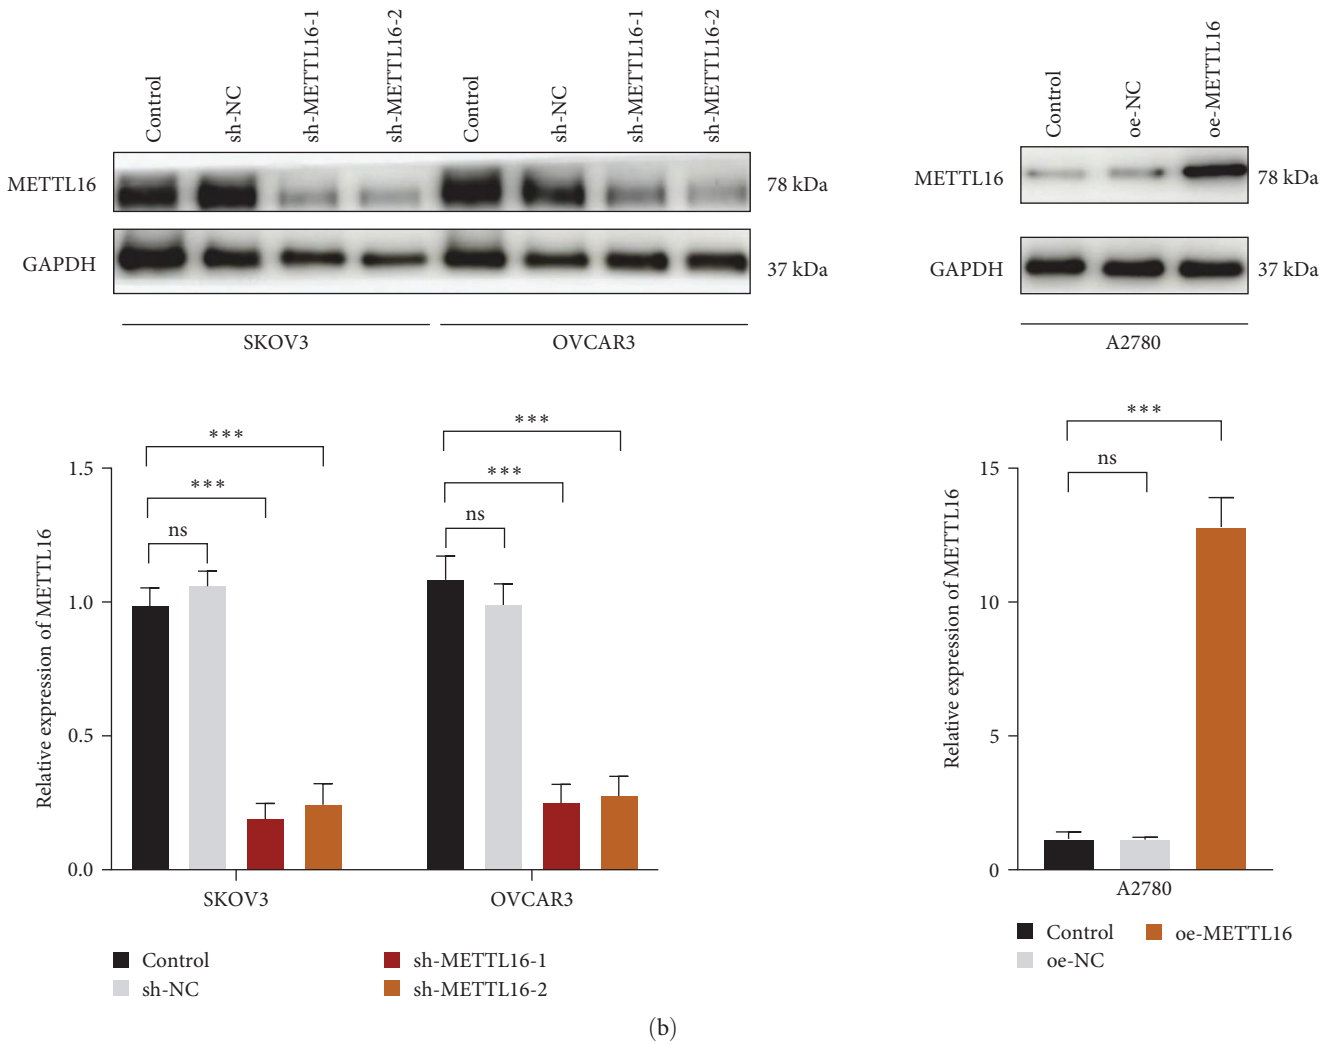 Control
sh-NC
sh-METTL16-1
sh-METTL16-2
Control
sh-NC
sh-METTL16-1
sh-METTL16-2
METTL16
78 kDa
GAPDH
37 kDa
SKOV3
OVCAR3
Control
oe-NC
oe-METTL16
METTL16
78 kDa
GAPDH
37 kDa
A2780
Relative expression of METTL16
1.5
1.0
0.5
0.0
***
***
ns
***
***
ns
SKOV3
OVCAR3
Control
sh-NC
sh-METTL16-1
sh-METTL16-2
Relative expression of METTL16
15
10
5
0
***
ns
A2780
Control
oe-NC
oe-METTL16
(b)